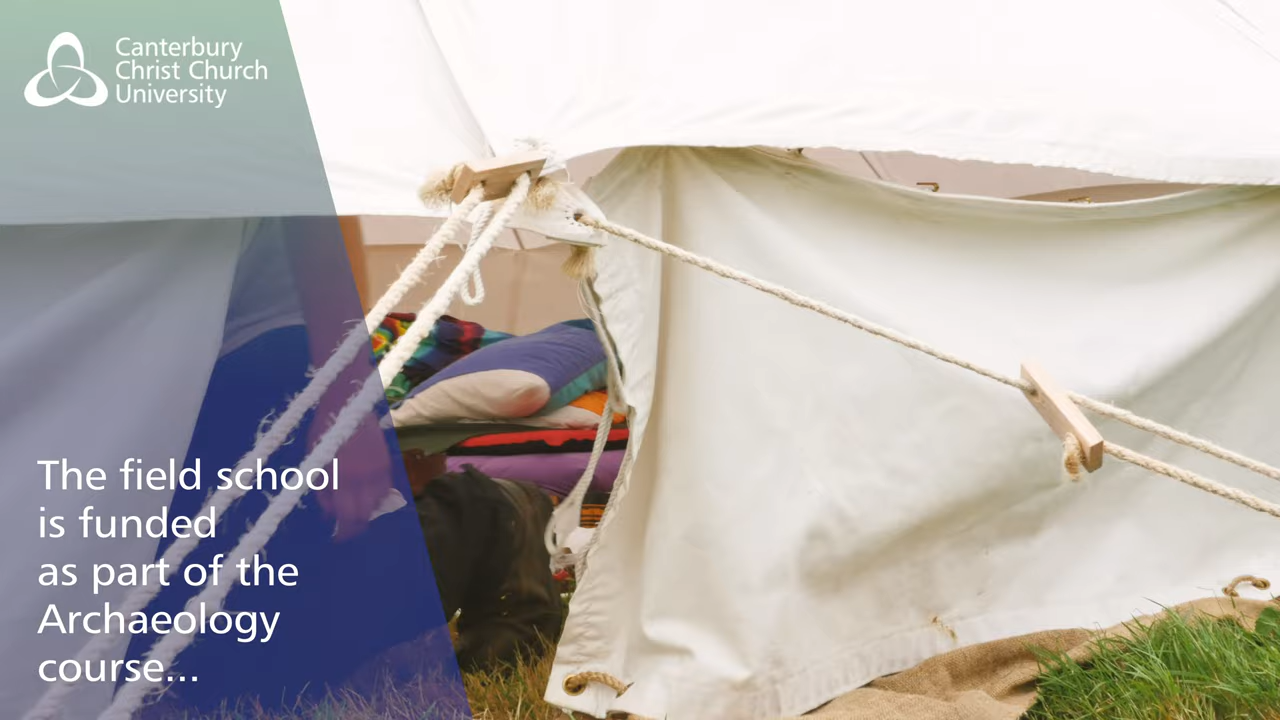 Canterbury
Christ Church
University
The field school
is funded
as part of the
Archaeology
course...